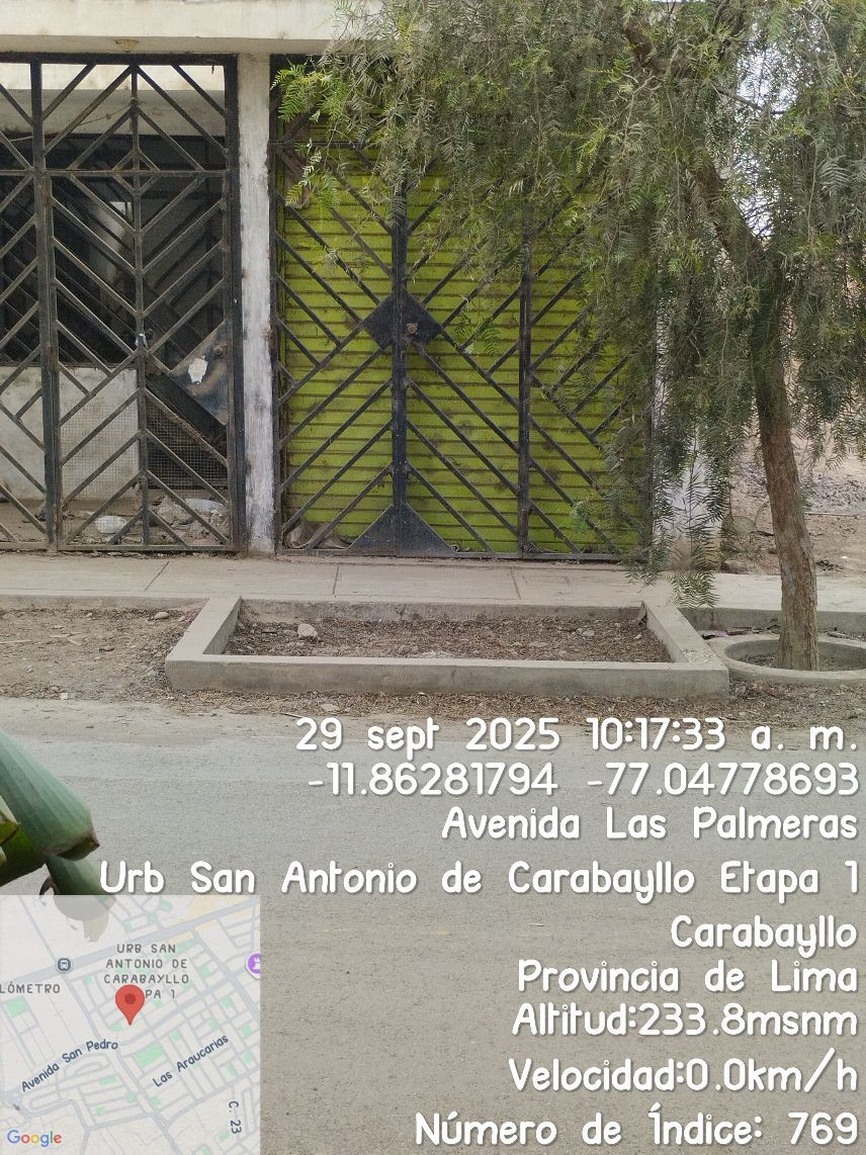 29 sept 2025 10:17:33 a. m.
-11.86281794 -77.04778693
Avenida Las Palmeras
Urb San Antonio de Carabayllo Etapa 1
Carabayllo
Provincia de Lima
Altitud:233.8msnm
Velocidad:0.0km/h
Número de Índice: 769
URB SAN
ANTONIO DE
CARABAYLLO
PA 1
LÓMETRO
Avenida San Pedro
Las Araucarias
C. 23
Google